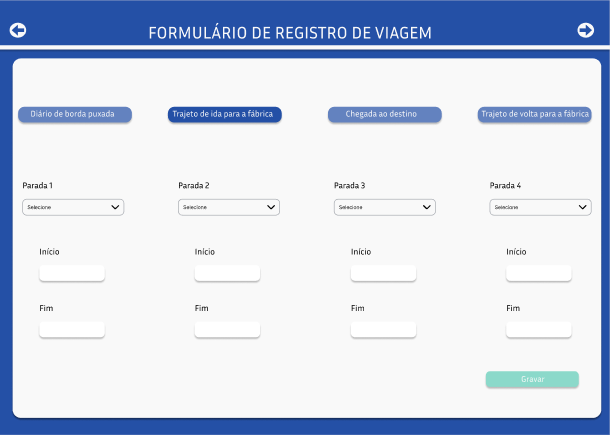 FORMULÁRIO DE REGISTRO DE VIAGEM
Diário de borda puxada
Trajeto de ida para a fábrica
Chegada ao destino
Trajeto de volta para a fábrica
Parada 1
Parada 2
Parada 3
Parada 4
Selecione
Selecione
Selecione
Selecione
Início
Início
Início
Início
Fim
Fim
Fim
Fim
Gravar